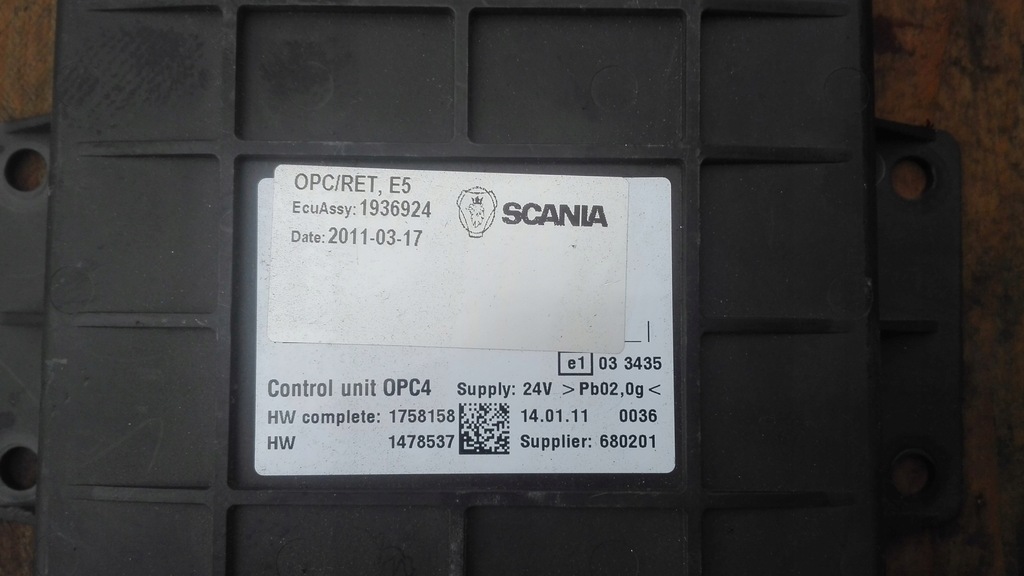 OPC/RET, E5
EcuAssy: 1936924
SCANIA
Date: 2011-03-17
e1 03 3435
Control unit OPC4 Supply: 24V >Pb02,0g<
HW complete: 1758158 14.01.11 0036
HW 1478537 Supplier: 680201